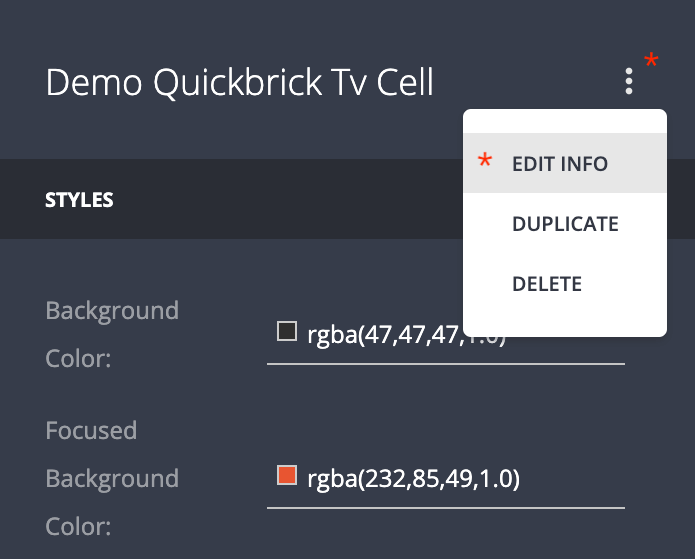 Demo Quickbrick Tv Cell
*
* EDIT INFO
STYLES
DUPLICATE
DELETE
Background
Color:
rgba(47,47,47,1.0)
Focused
Background
Color:
rgba(232,85,49,1.0)